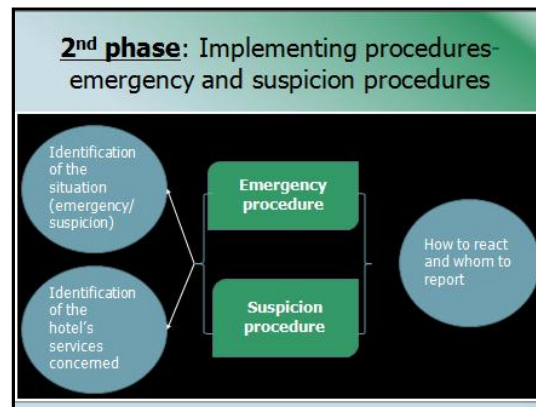 2nd phase: Implementing procedures-
emergency and suspicion procedures
Identification
of the
situation
(emergency/
suspicion)
Emergency
procedure
How to react
and whom to
report
Identification
of the
hotel´s
services
concerned
Suspicion
procedure